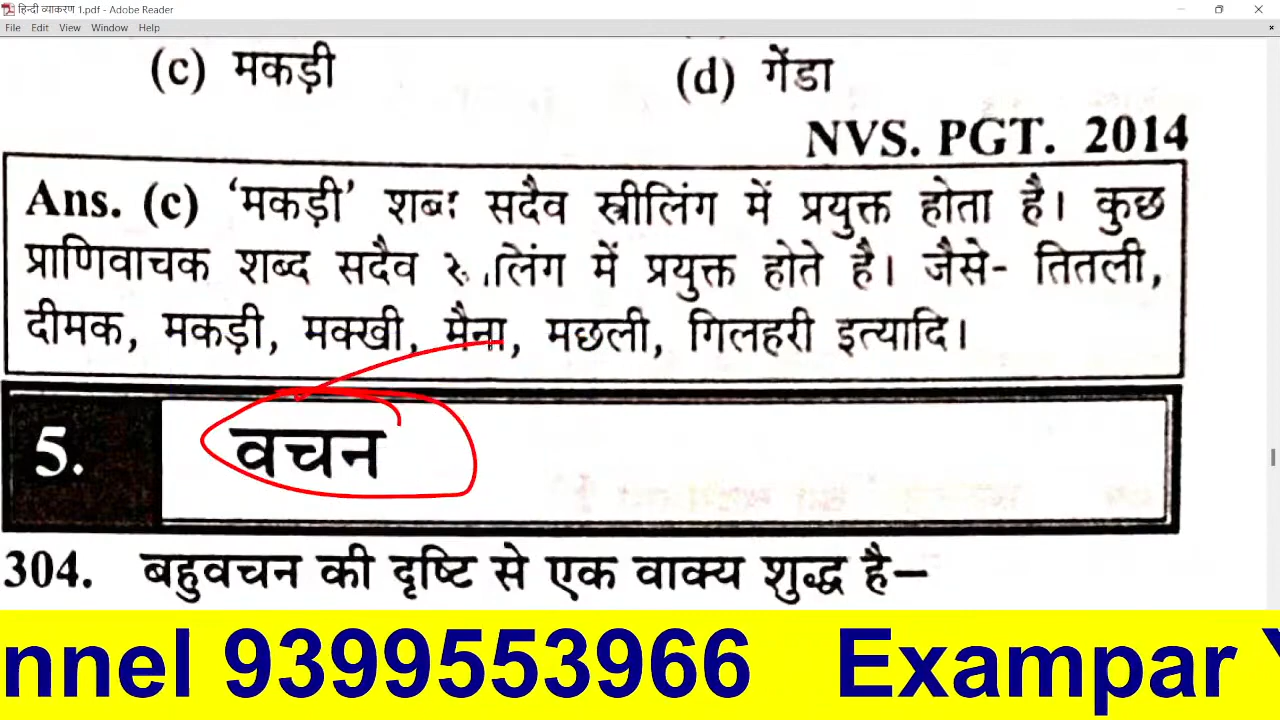 हिन्दी व्याकरण 1.pdf - Adobe Reader
File Edit View Window Help
(c) मकड़ी (d) गेंडा
NVS. PGT. 2014
Ans. (c) ‘मकड़ी’ शब्द सदैव स्त्रीलिंग में प्रयुक्त होता है। कुछ
प्राणिवाचक शब्द सदैव में प्रयुक्त होते है। जैसे- तितली,
दीमक, मकड़ी, मक्खी, मैना, मछली, गिलहरी इत्यादि।
5. वचन
304. बहुवचन की दृष्टि से एक वाक्य शुद्ध है–
nnel 9399553966 Exampar Y